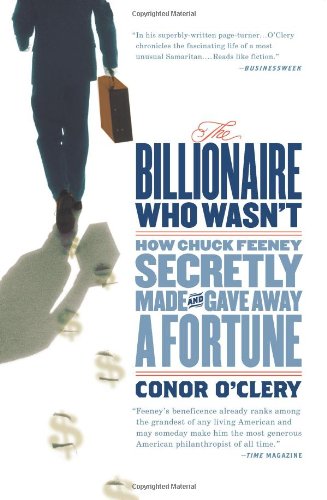 "In his superbly-written page-turner...O'Clery
chronicles the fascinating life of a most
unusual Samaritan....Reads like fiction."
—BUSINESSWEEK
The
BILLIONAIRE
WHO WASN'T
HOW CHUCK FEENEY
SECRETLY
MADE AND GAVE AWAY
A FORTUNE
CONOR O'CLERY
"Feeney's beneficence already ranks among
the grandest of any living American and
may someday make him the most generous
American philanthropist of all time."
—TIME MAGAZINE
$
$
$
$
$